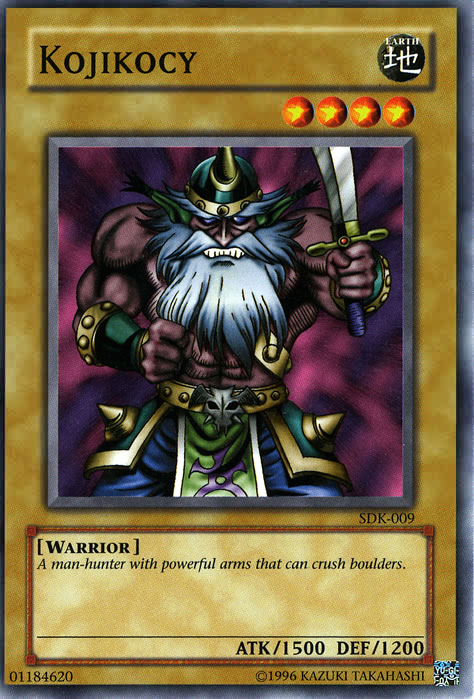 KOJIKOCY
EARTH
地
SDK-009
[WARRIOR]
A man-hunter with powerful arms that can crush boulders.
ATK/1500 DEF/1200
01184620
©1996 KAZUKI TAKAHASHI